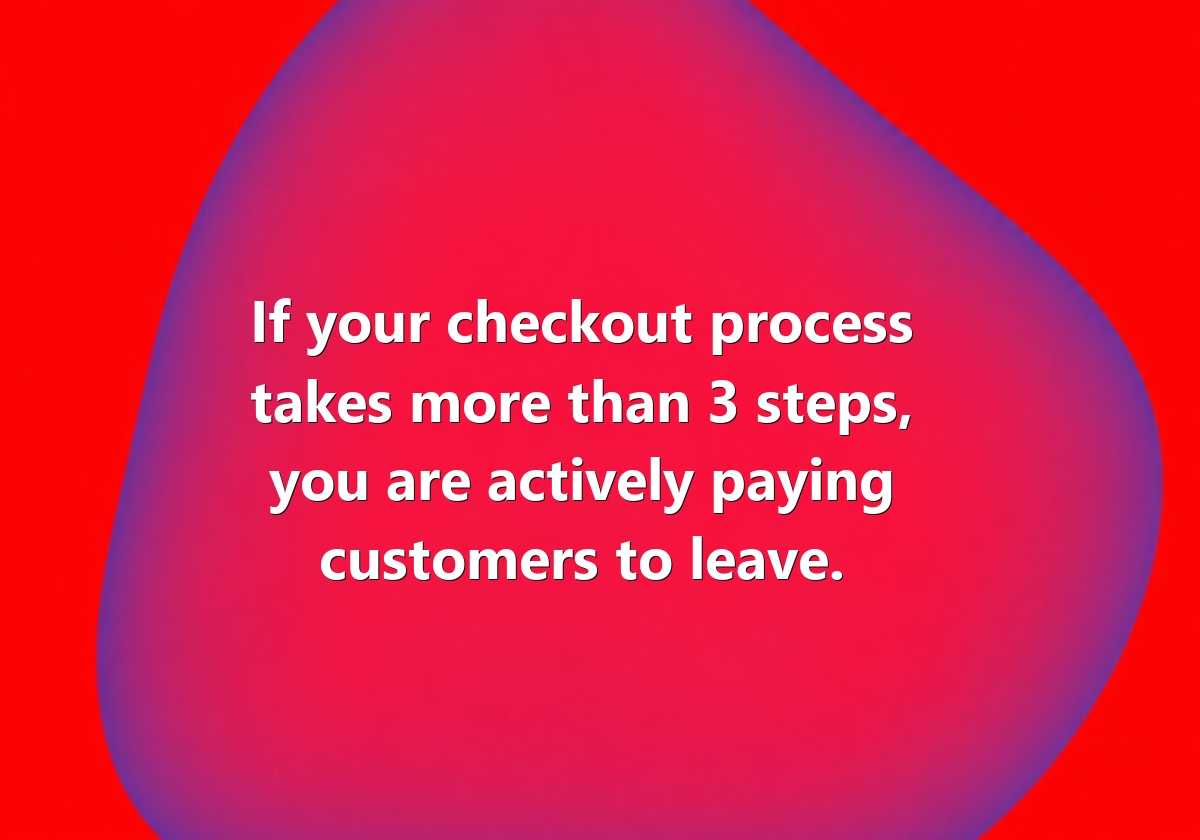 If your checkout process
takes more than 3 steps,
you are actively paying
customers to leave.